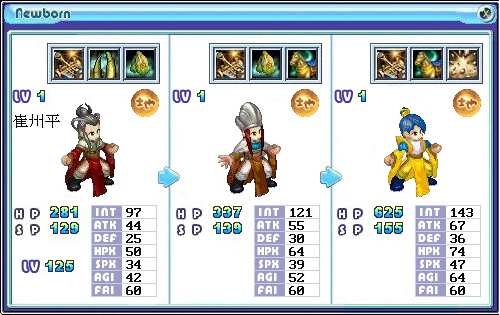 Newborn
LV 1
崔州平
HP 281
SP 129
LV 125
INT 97
ATK 44
DEF 25
HPX 50
SPX 34
AGI 42
FAI 60
LV 1
HP 337
SP 139
INT 121
ATK 55
DEF 30
HPX 64
SPX 39
AGI 52
FAI 60
LV 1
HP 625
SP 155
INT 143
ATK 67
DEF 36
HPX 74
SPX 47
AGI 64
FAI 60